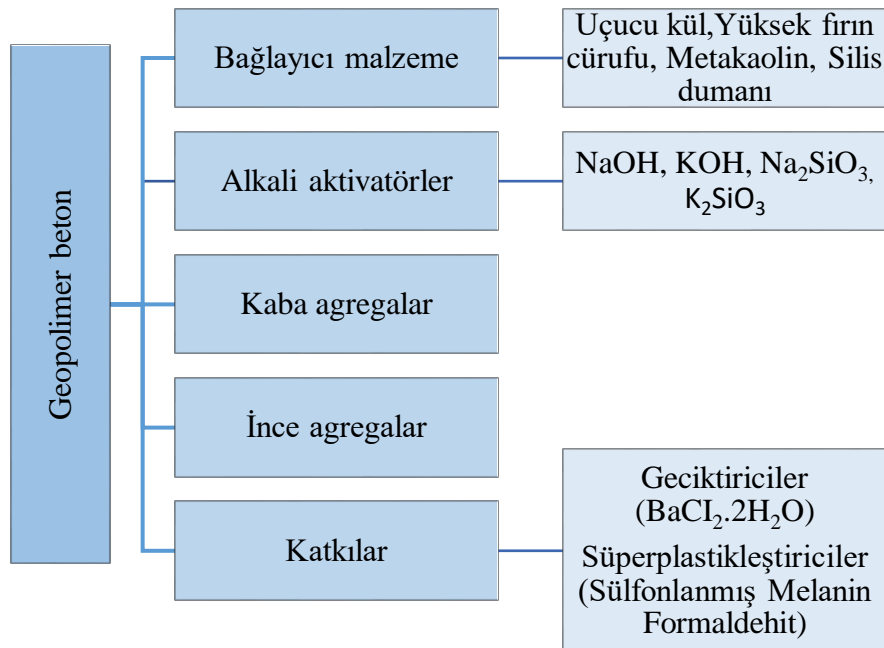 Geopolimer beton
Bağlayıcı malzeme
Uçucu kül,Yüksek fırın
cürufu, Metakaolin, Silis
dumanı
Alkali aktivatörler
NaOH, KOH, Na₂SiO₃,
K₂SiO₃
Kaba agregalar
İnce agregalar
Katkılar
Geciktiriciler
(BaCI₂.2H₂O)
Süperplastikleştiriciler
(Sülfonlanmış Melanin
Formaldehit)